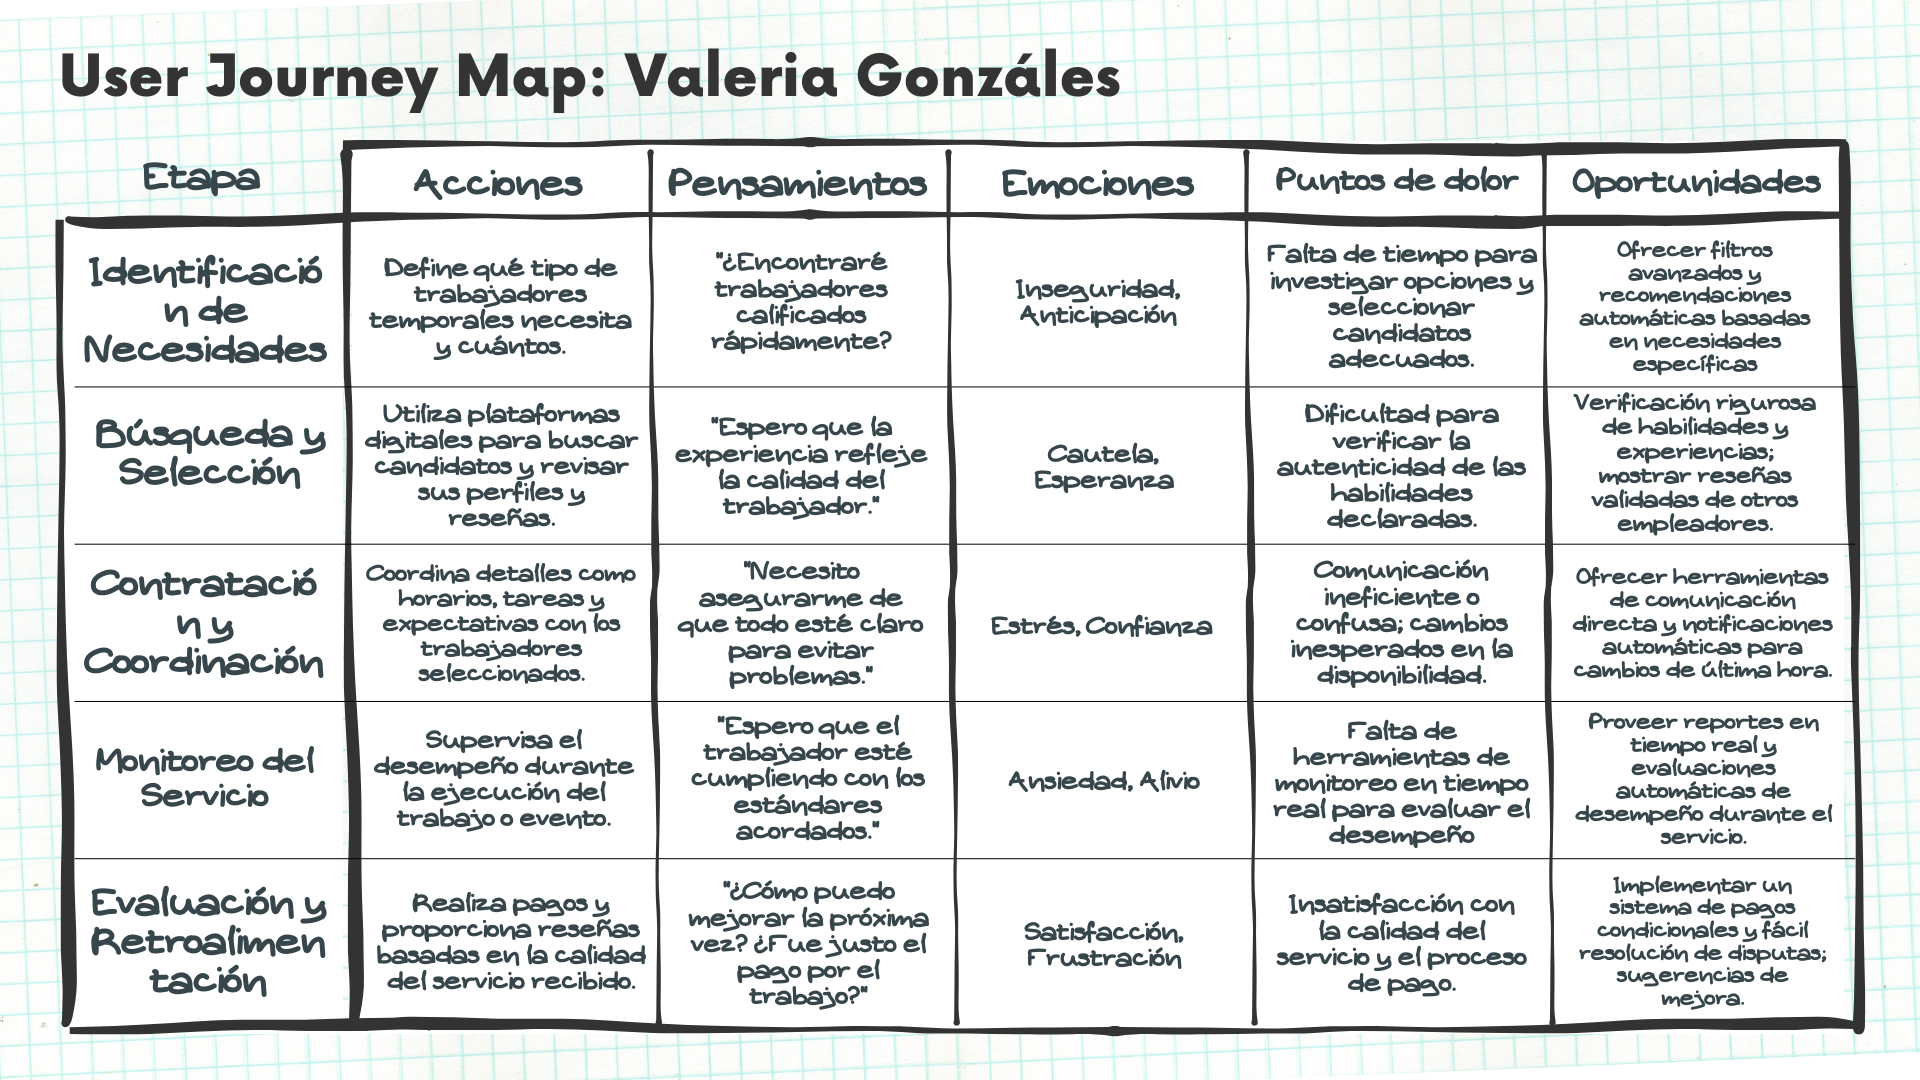 User Journey Map: Valeria Gonzáles
Etapa
Acciones
Pensamientos
Emociones
Puntos de dolor
Oportunidades
Identificació
n de
Necesidades
Define qué tipo de
trabajadores
temporales necesita
y cuántos.
"¿Encontraré
trabajadores
calificados
rápidamente?
Inseguridad,
Anticipación
Falta de tiempo para
investigar opciones y
seleccionar
candidatos
adecuados.
Ofrecer filtros
avanzados y
recomendaciones
automáticas basadas
en necesidades
específicas
Búsqueda y
Selección
Utiliza plataformas
digitales para buscar
candidatos y revisar
sus perfiles y
reseñas.
"Espero que la
experiencia refleje
la calidad del
trabajador."
Cautela,
Esperanza
Dificultad para
verificar la
autenticidad de las
habilidades
declaradas.
Verificación rigurosa
de habilidades y
experiencias;
mostrar reseñas
validadas de otros
empleadores.
Contratació
n y
Coordinación
Coordina detalles como
horarios, tareas y
expectativas con los
trabajadores
seleccionados.
"Necesito
asegurarme de
que todo esté claro
para evitar
problemas."
Estrés, Confianza
Comunicación
ineficiente o
confusa; cambios
inesperados en la
disponibilidad.
Ofrecer herramientas
de comunicación
directa y notificaciones
automáticas para
cambios de última hora.
Monitoreo del
Servicio
Supervisa el
desempeño durante
la ejecución del
trabajo o evento.
"Espero que el
trabajador esté
cumpliendo con los
estándares
acordados."
Ansiedad, Alivio
Falta de
herramientas de
monitoreo en tiempo
real para evaluar el
desempeño
Proveer reportes en
tiempo real y
evaluaciones
automáticas de
desempeño durante el
servicio.
Evaluación y
Retroalimen
tación
Realiza pagos y
proporciona reseñas
basadas en la calidad
del servicio recibido.
"¿Cómo puedo
mejorar la próxima
vez? ¿Fue justo el
pago por el
trabajo?"
Satisfacción,
Frustración
Insatisfacción con
la calidad del
servicio y el proceso
de pago.
Implementar un
sistema de pagos
condicionales y fácil
resolución de disputas;
sugerencias de
mejora.